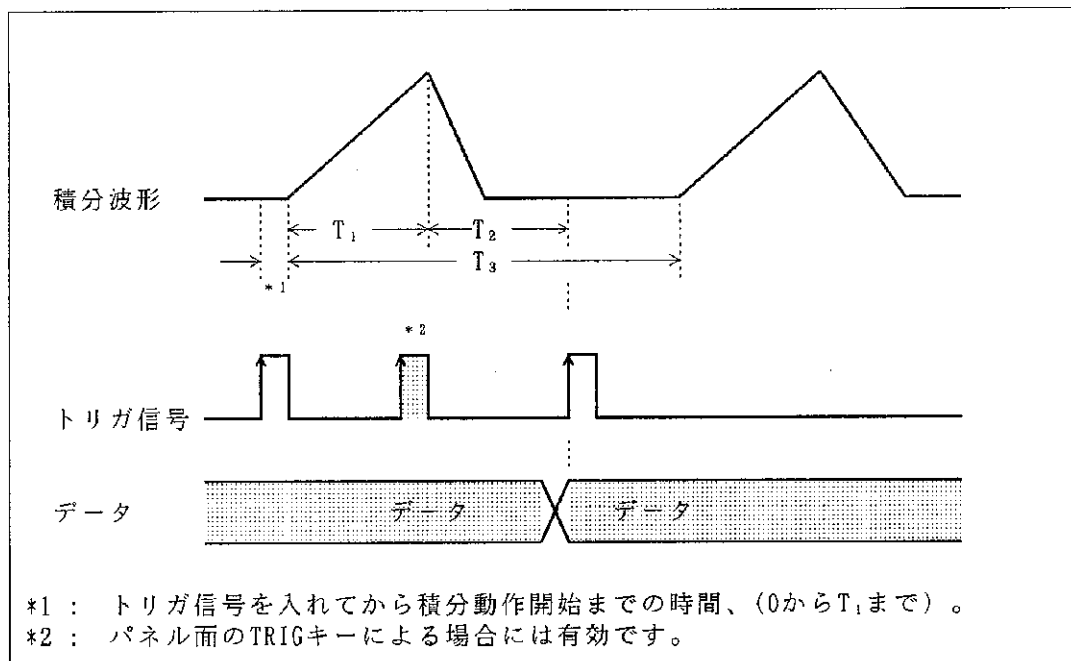 積分波形
T₁
T₂
T₃
*1
*2
トリガ信号
データ
データ
データ
*1 : トリガ信号を入れてから積分動作開始までの時間、(0からT₁まで)。
*2 : パネル面のTRIGキーによる場合には有効です。